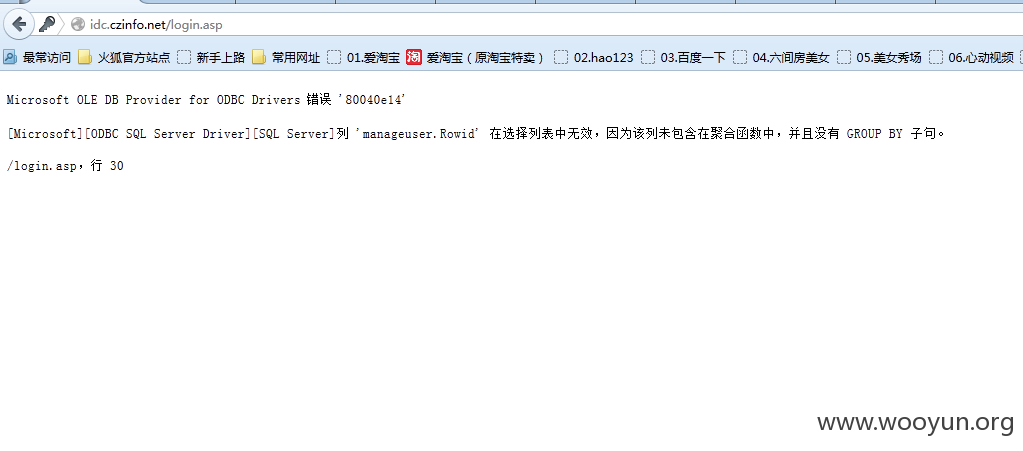 idc.czinfo.net/login.asp
最常访问 火狐官方站点 新手上路 常用网址 01.爱淘宝 淘 爱淘宝（原淘宝特卖） 02.hao123 03.百度一下 04.六间房美女 05.美女秀场 06.心动视频
Microsoft OLE DB Provider for ODBC Drivers 错误 '80040e14'
[Microsoft][ODBC SQL Server Driver][SQL Server]列 'manageuser.Rowid' 在选择列表中无效，因为该列未包含在聚合函数中，并且没有 GROUP BY 子句。
/login.asp，行 30
www.wooyun.org